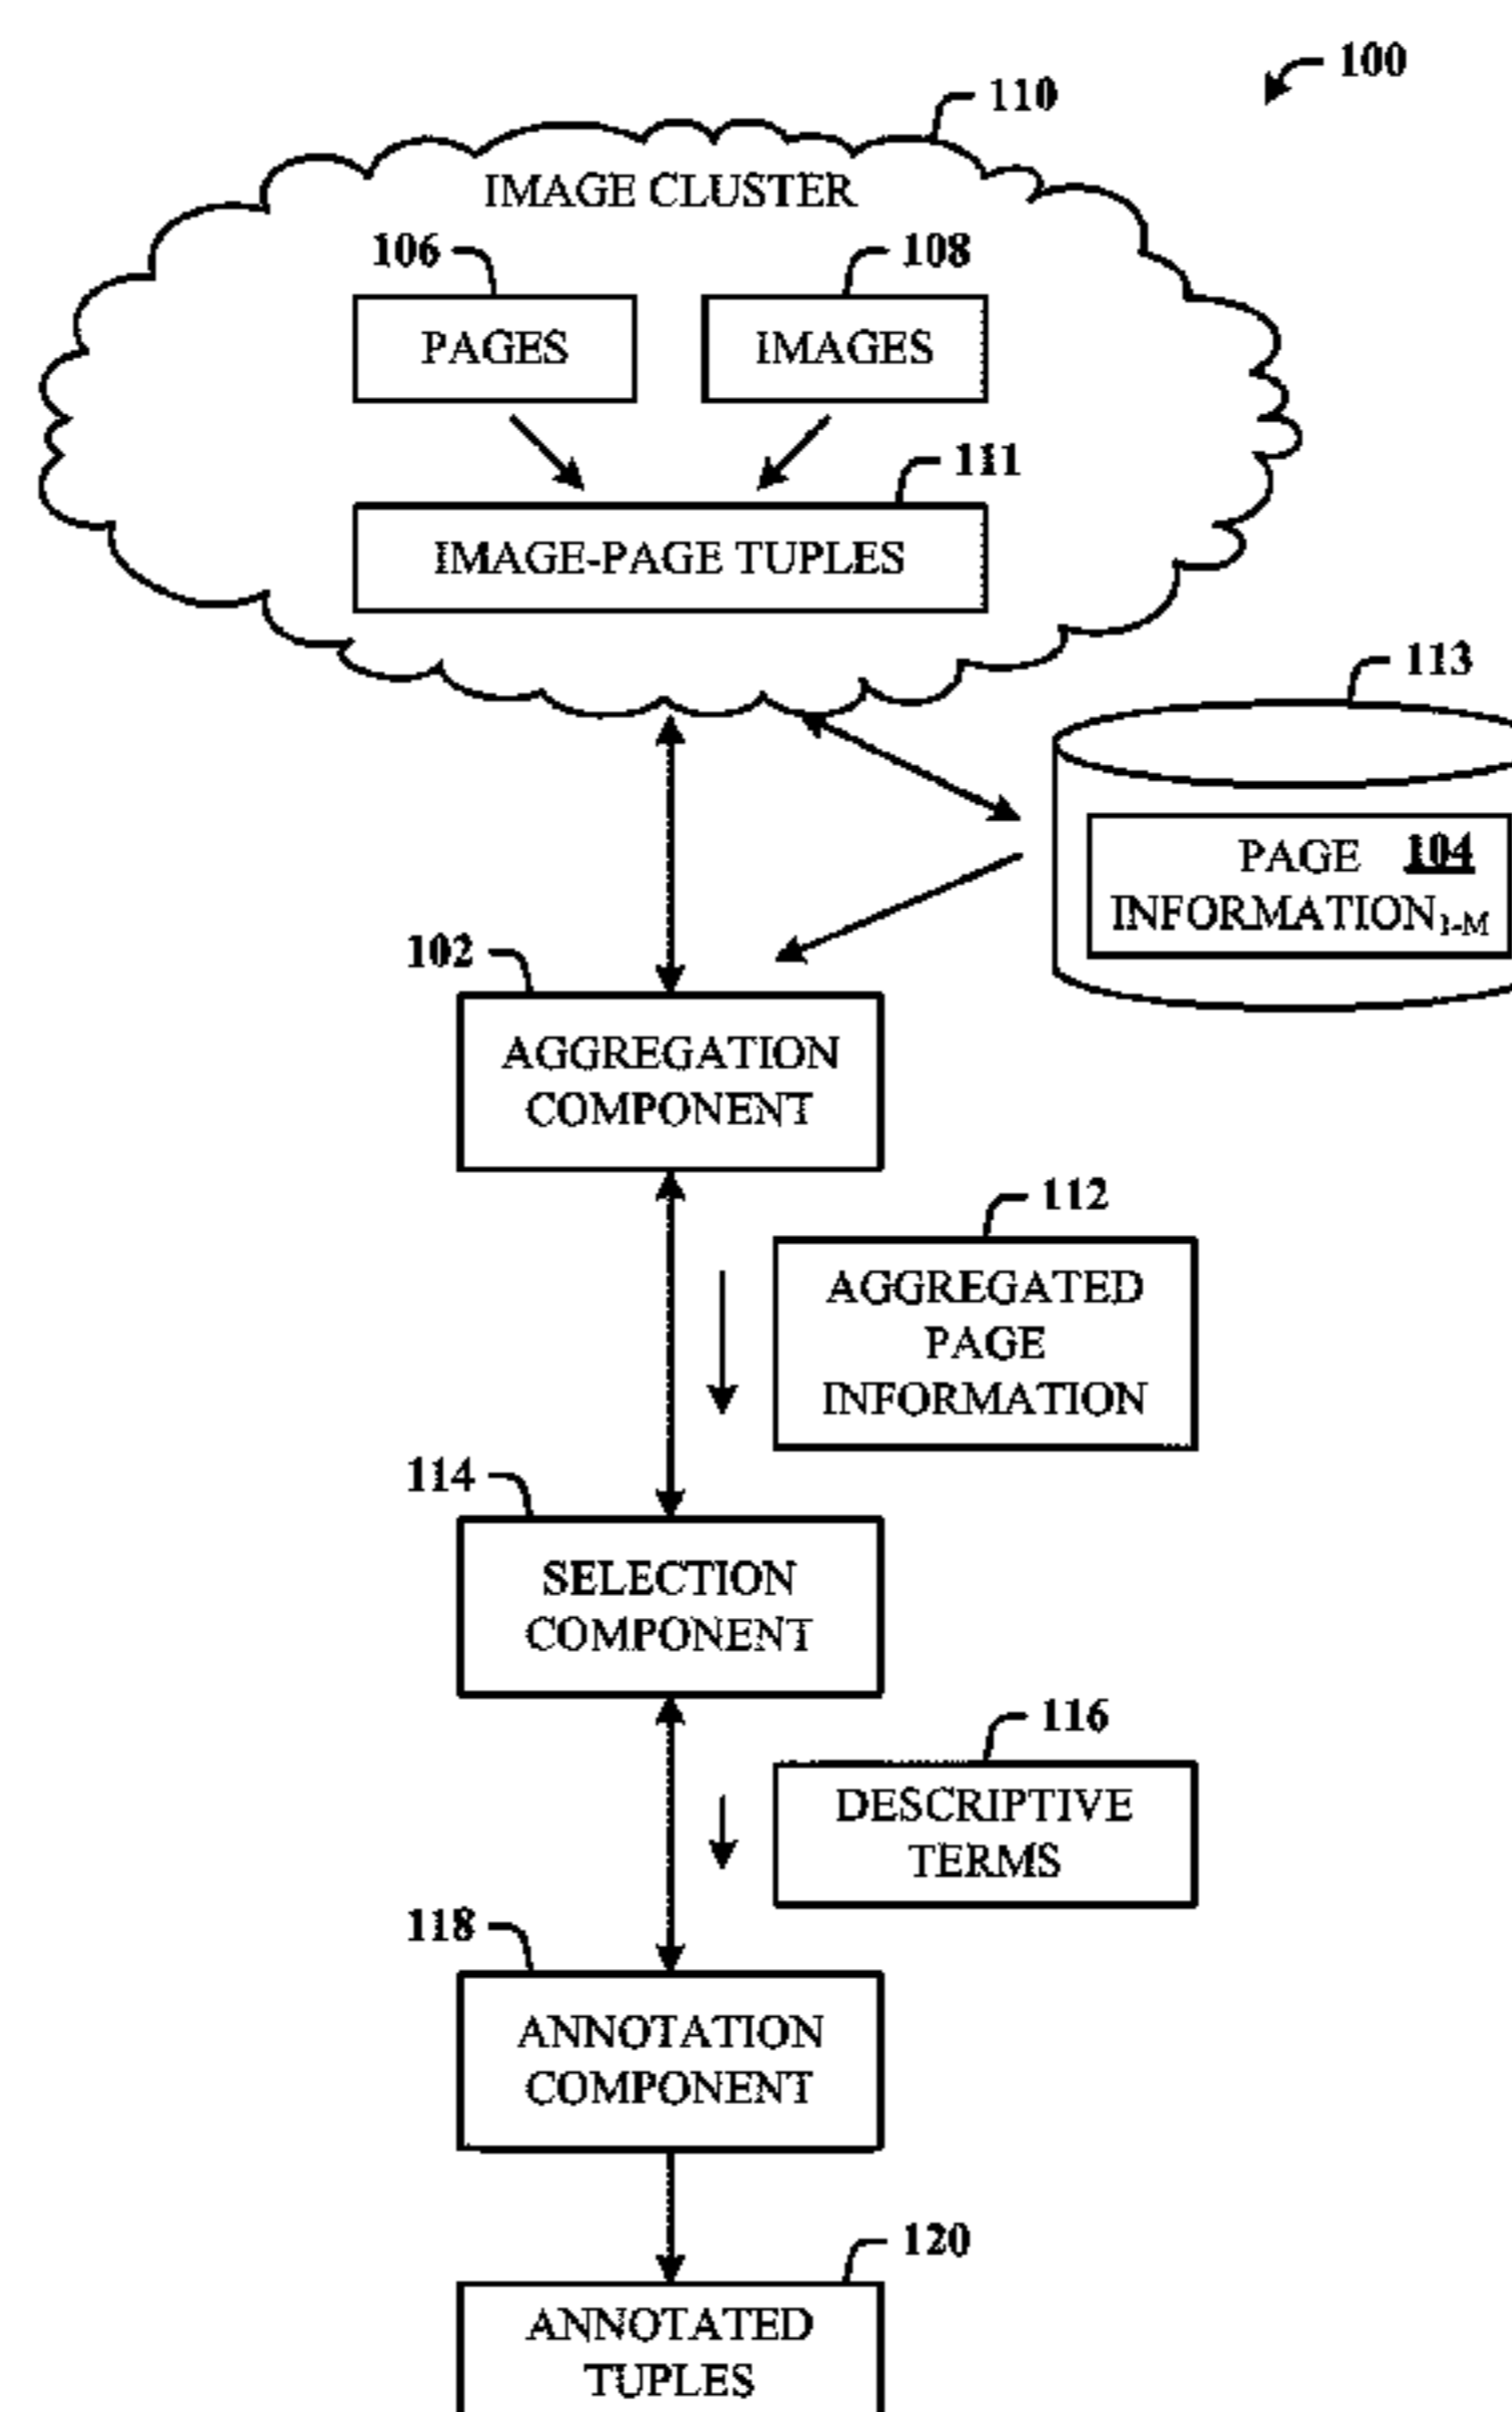 100
110
IMAGE CLUSTER
106
108
PAGES
IMAGES
111
IMAGE-PAGE TUPLES
113
PAGE 104
INFORMATION1-M
102
AGGREGATION
COMPONENT
112
AGGREGATED
PAGE
INFORMATION
114
SELECTION
COMPONENT
116
DESCRIPTIVE
TERMS
118
ANNOTATION
COMPONENT
120
ANNOTATED
TUPLES